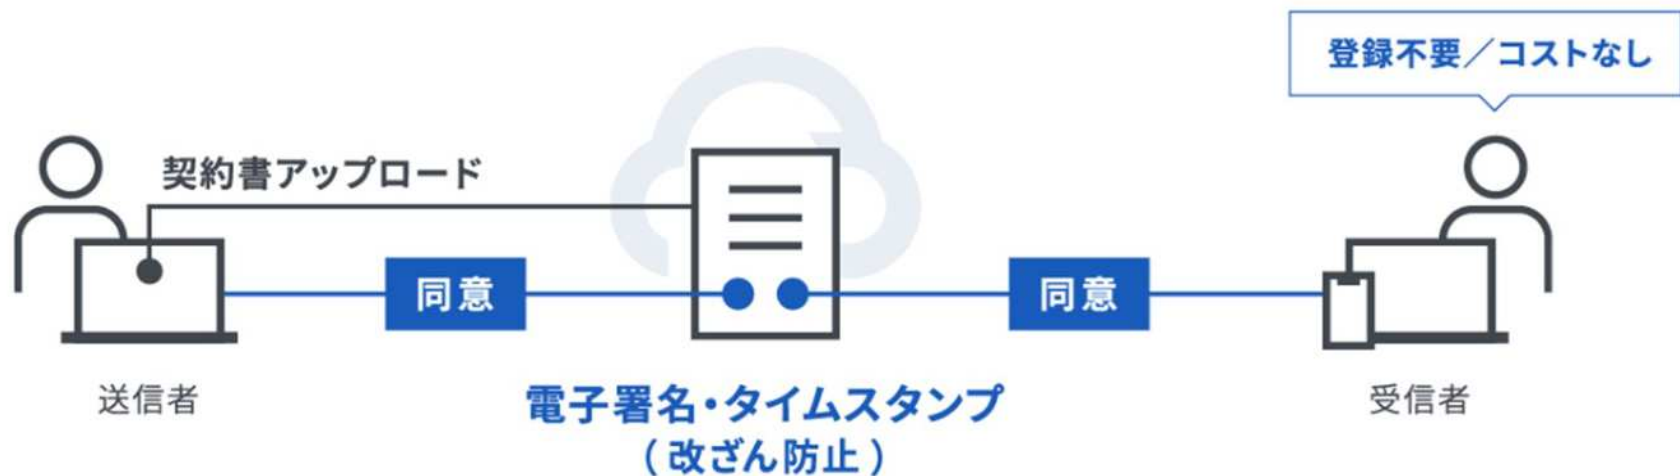 登録不要／コストなし
契約書アップロード
同意
同意
送信者
電子署名・タイムスタンプ
（改ざん防止）
受信者